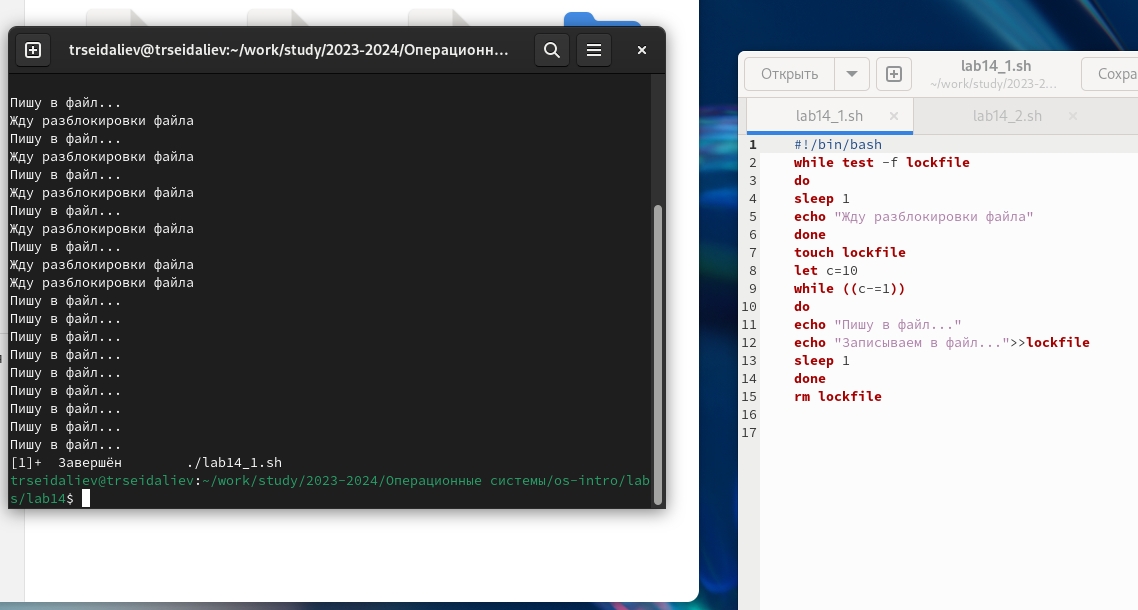 trseidaliev@trseidaliev:~/work/study/2023-2024/Операционн...
Пишу в файл...
Жду разблокировки файла
Пишу в файл...
Жду разблокировки файла
Пишу в файл...
Жду разблокировки файла
Пишу в файл...
Жду разблокировки файла
Пишу в файл...
Жду разблокировки файла
Жду разблокировки файла
Пишу в файл...
Пишу в файл...
Пишу в файл...
Пишу в файл...
Пишу в файл...
Пишу в файл...
Пишу в файл...
Пишу в файл...
Пишу в файл...
[1]+  Завершён        ./lab14_1.sh
trseidaliev@trseidaliev:~/work/study/2023-2024/Операционные системы/os-intro/lab
s/lab14$
Открыть
lab14_1.sh
~/work/study/2023-2...
Сохра
lab14_1.sh
lab14_2.sh
1 #!/bin/bash
2 while test -f lockfile
3 do
4 sleep 1
5 echo "Жду разблокировки файла"
6 done
7 touch lockfile
8 let c=10
9 while ((c-=1))
10 do
11 echo "Пишу в файл..."
12 echo "Записываем в файл...">>lockfile
13 sleep 1
14 done
15 rm lockfile
16
17